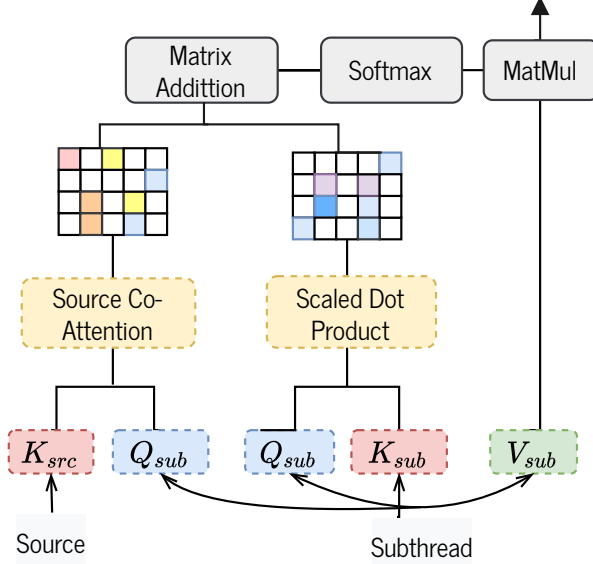 Matrix
Addittion
Softmax
MatMul
Source Co-
Attention
Scaled Dot
Product
K_src
Q_sub
Q_sub
K_sub
V_sub
Source
Subthread